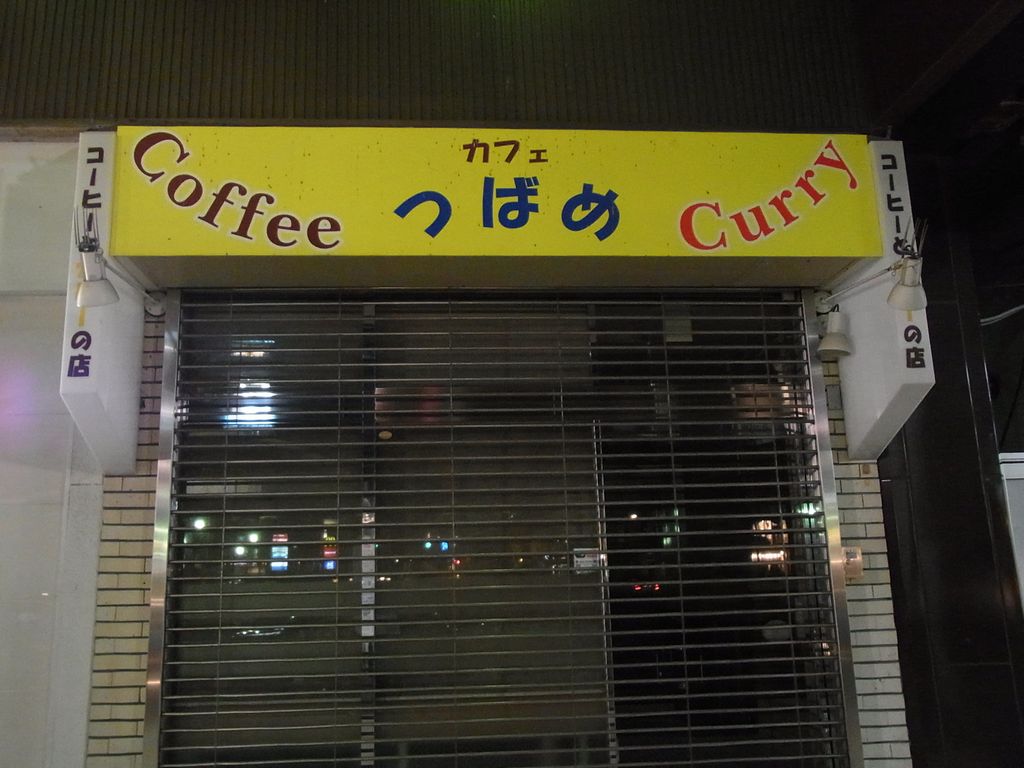 カフェ
Coffee つばめ Curry
コーヒー
の店
コーヒーと
の店